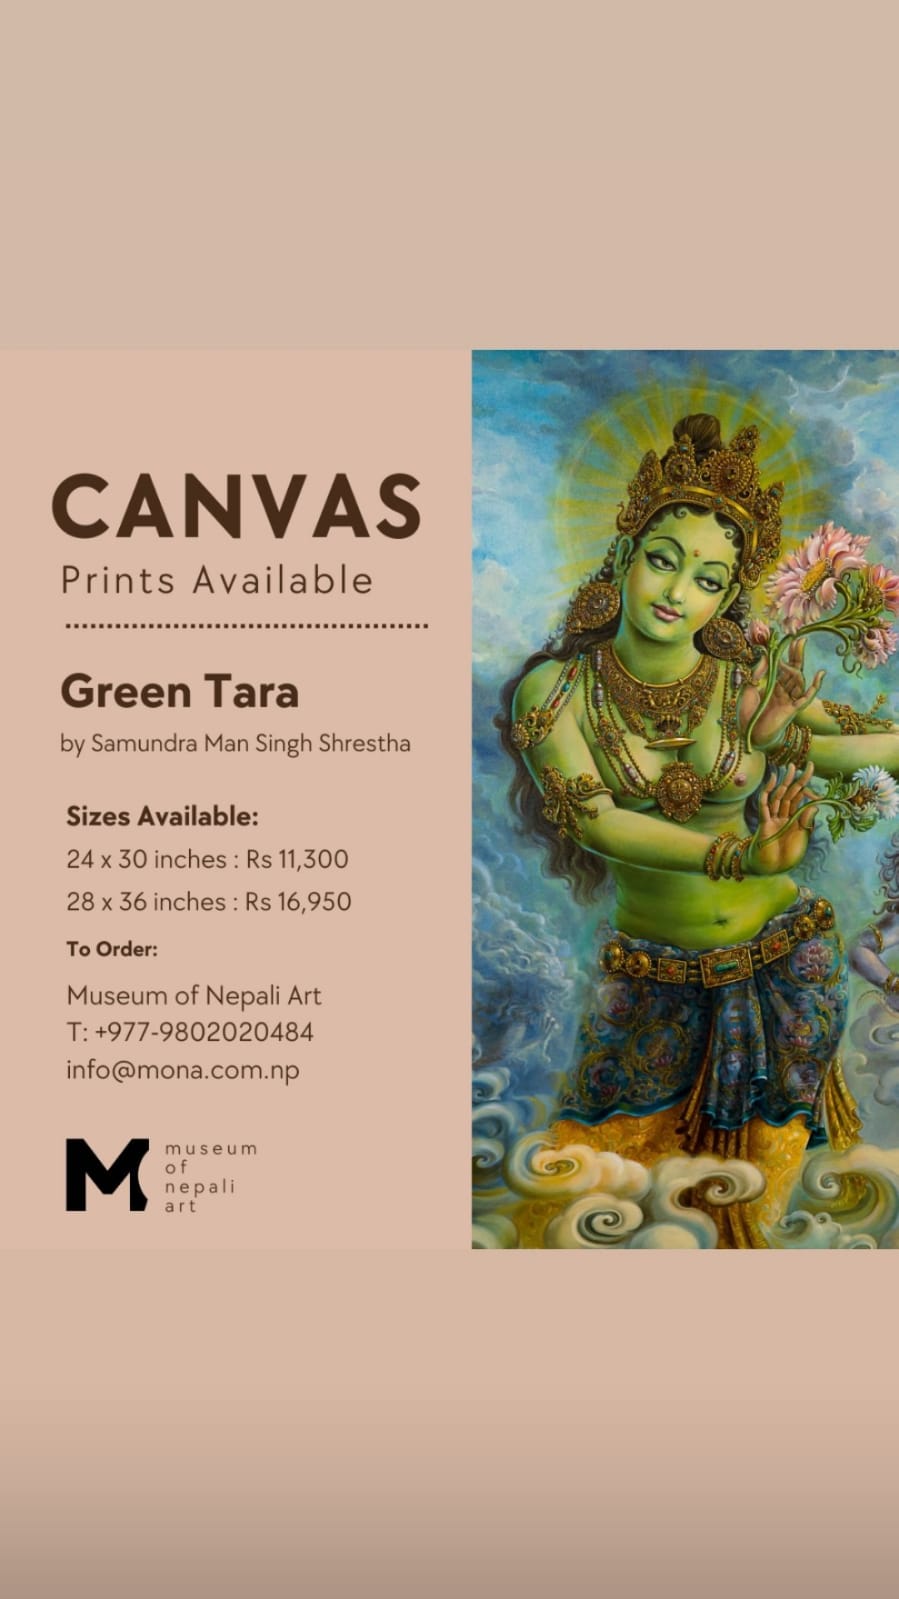 CANVAS
Prints Available
Green Tara
by Samundra Man Singh Shrestha
Sizes Available:
24 x 30 inches : Rs 11,300
28 x 36 inches : Rs 16,950
To Order:
Museum of Nepali Art
T: +977-9802020484
info@mona.com.np
M
museum
of
nepali
art